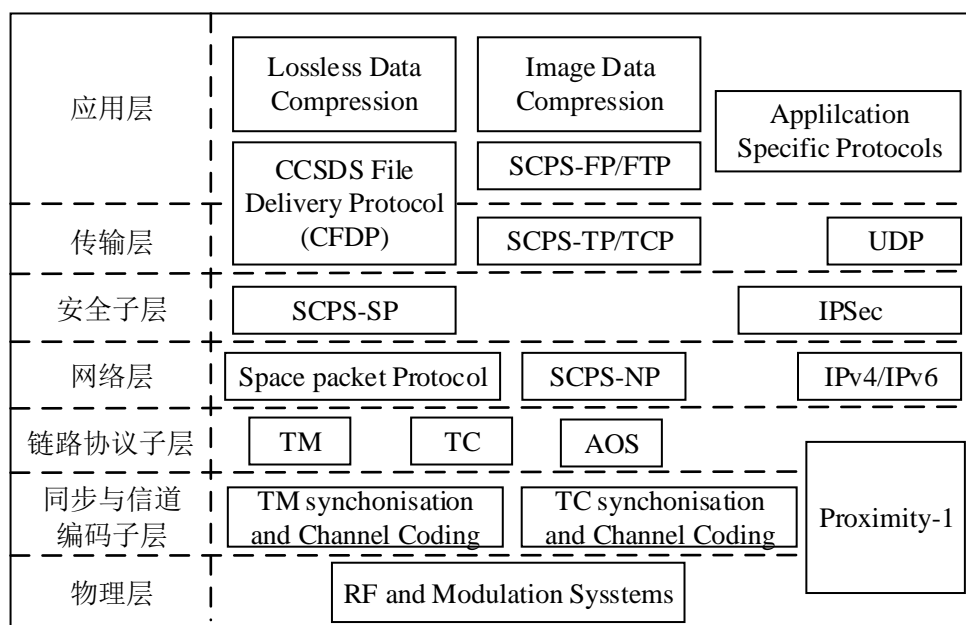 应用层
Lossless Data
Compression
Image Data
Compression
Applilcation
Specific Protocols
CCSDS File
Delivery Protocol
(CFDP)
SCPS-FP/FTP
传输层
SCPS-TP/TCP
UDP
安全子层
SCPS-SP
IPSec
网络层
Space packet Protocol
SCPS-NP
IPv4/IPv6
链路协议子层
TM
TC
AOS
Proximity-1
同步与信道
编码子层
TM synchonisation
and Channel Coding
TC synchonisation
and Channel Coding
物理层
RF and Modulation Sysstems